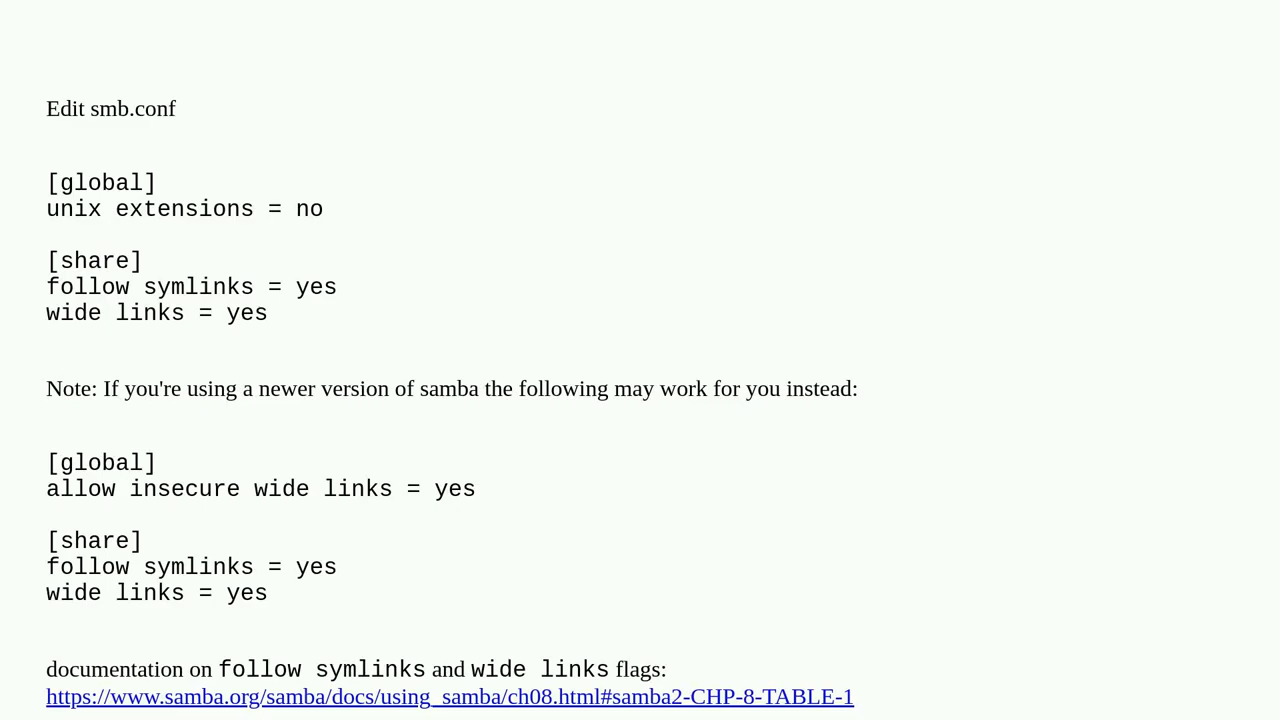 Edit smb.conf
[global]
unix extensions = no
[share]
follow symlinks = yes
wide links = yes
Note: If you're using a newer version of samba the following may work for you instead:
[global]
allow insecure wide links = yes
[share]
follow symlinks = yes
wide links = yes
documentation on follow symlinks and wide links flags:
https://www.samba.org/samba/docs/using_samba/ch08.html#samba2-CHP-8-TABLE-1